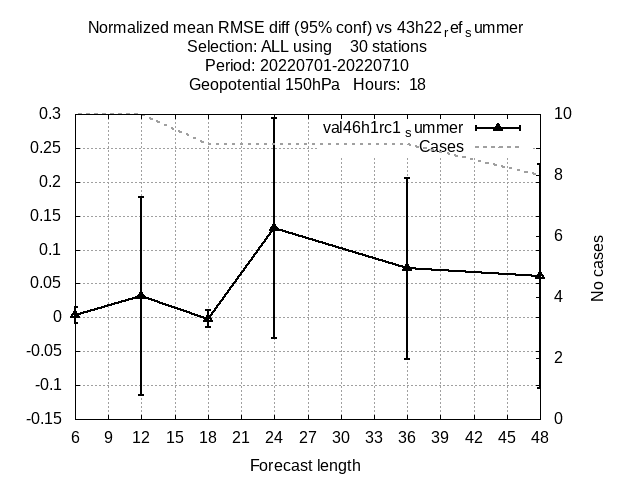 Normalized mean RMSE diff (95% conf) vs 43h22refsummer
Selection: ALL using 30 stations
Period: 20220701-20220710
Geopotential 150hPa Hours: 18
val46h1rc1summer
Cases
0.3
0.25
0.2
0.15
0.1
0.05
0
-0.05
-0.1
-0.15
10
8
6
4
2
0
No cases
6 9 12 15 18 21 24 27 30 33 36 39 42 45 48
Forecast length